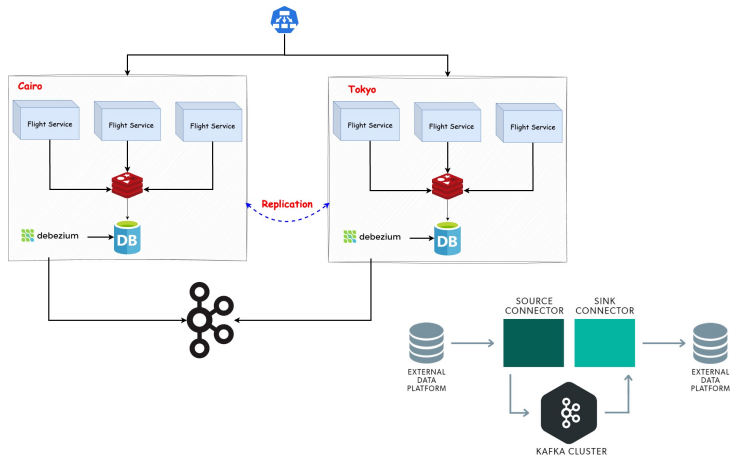 Cairo
Tokyo
Flight Service
Flight Service
Flight Service
Flight Service
Flight Service
Flight Service
Replication
debezium
DB
debezium
DB
SOURCE
CONNECTOR
SINK
CONNECTOR
EXTERNAL
DATA
PLATFORM
EXTERNAL
DATA
PLATFORM
KAFKA CLUSTER